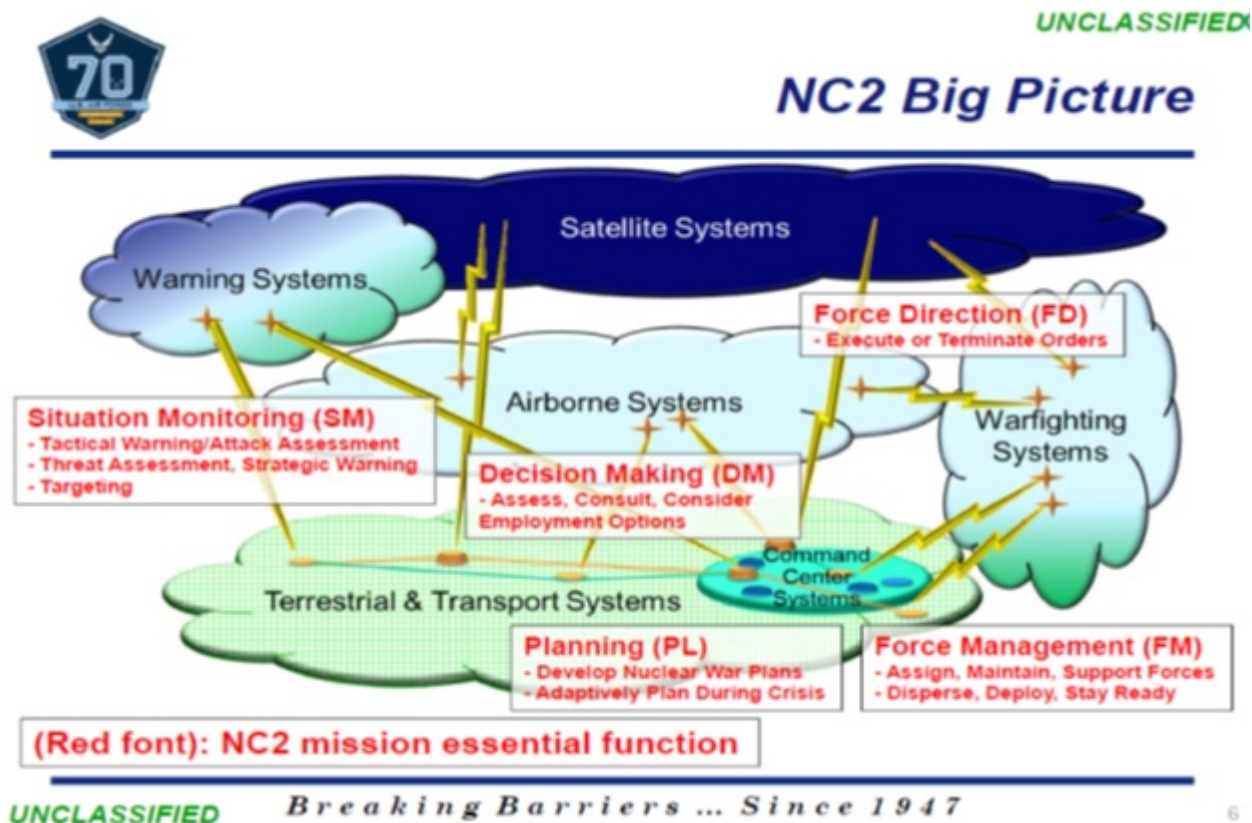 UNCLASSIFIED
70
U.S. AIR FORCE
NC2 Big Picture
Satellite Systems
Warning Systems
Force Direction (FD)
- Execute or Terminate Orders
Airborne Systems
Warfighting
Systems
Situation Monitoring (SM)
- Tactical Warning/Attack Assessment
- Threat Assessment, Strategic Warning
- Targeting
Decision Making (DM)
- Assess, Consult, Consider
Employment Options
Command
Center
Systems
Terrestrial & Transport Systems
Planning (PL)
- Develop Nuclear War Plans
- Adaptively Plan During Crisis
Force Management (FM)
- Assign, Maintain, Support Forces
- Disperse, Deploy, Stay Ready
(Red font): NC2 mission essential function
UNCLASSIFIED
Breaking Barriers ... Since 1947
6